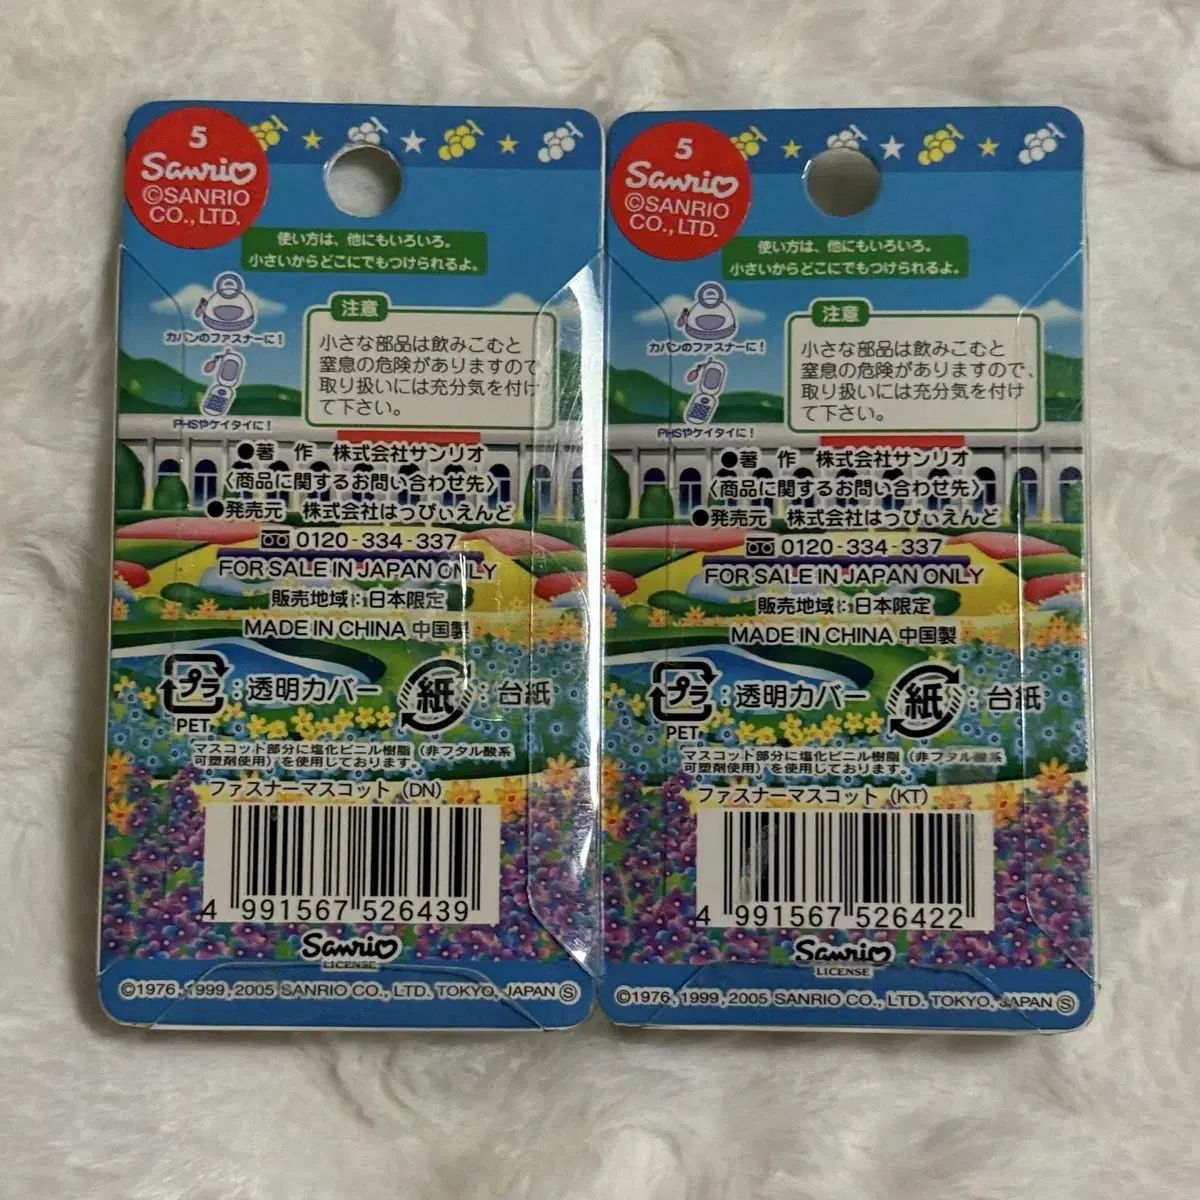 5
Sanrio
©SANRIO
CO., LTD.
使い方は、他にもいろいろ。
小さいからどこにでもつけられるよ。
カバンのファスナーに!
PHSやケイタイに!
注意
小さな部品は飲みこむと
窒息の危険がありますので、
取り扱いには充分気を付け
て下さい。
●著 作 株式会社サンリオ
〈商品に関するお問い合わせ先〉
●発売元 株式会社はっぴぃえんど
0120-334-337
FOR SALE IN JAPAN ONLY
販売地域:日本限定
MADE IN CHINA 中国製
プラ:透明カバー 紙:台紙
PET
マスコット部分に塩化ビニル樹脂(非フタル酸系
可塑剤使用)を使用しております。
ファスナーマスコット(DN)
4 991567 526439
Sanrio
LICENSE
©1976, 1999, 2005 SANRIO CO., LTD. TOKYO, JAPAN Ⓢ
5
Sanrio
©SANRIO
CO., LTD.
使い方は、他にもいろいろ。
小さいからどこにでもつけられるよ。
カバンのファスナーに!
PHSやケイタイに!
注意
小さな部品は飲みこむと
窒息の危険がありますので、
取り扱いには充分気を付け
て下さい。
●著 作 株式会社サンリオ
〈商品に関するお問い合わせ先〉
●発売元 株式会社はっぴぃえんど
0120-334-337
FOR SALE IN JAPAN ONLY
販売地域:日本限定
MADE IN CHINA 中国製
プラ:透明カバー 紙:台紙
PET
マスコット部分に塩化ビニル樹脂(非フタル酸系
可塑剤使用)を使用しております。
ファスナーマスコット(KT)
4 991567 526422
Sanrio
LICENSE
©1976, 1999, 2005 SANRIO CO., LTD. TOKYO, JAPAN Ⓢ